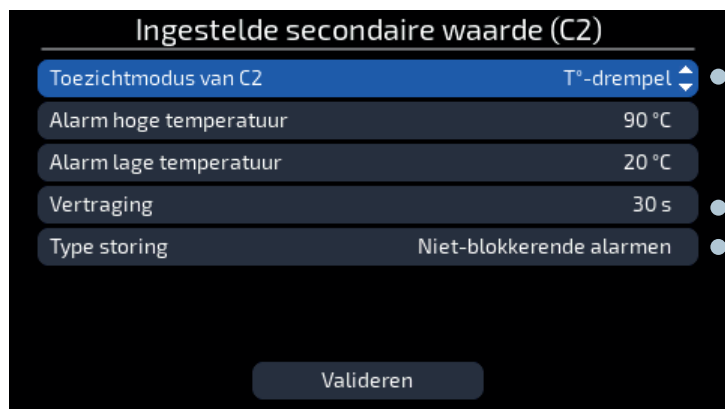 Ingestelde secondaire waarde (C2)
Toezichtmodus van C2 T°-drempel
Alarm hoge temperatuur 90 °C
Alarm lage temperatuur 20 °C
Vertraging 30 s
Type storing Niet-blokkerende alarmen
Valideren